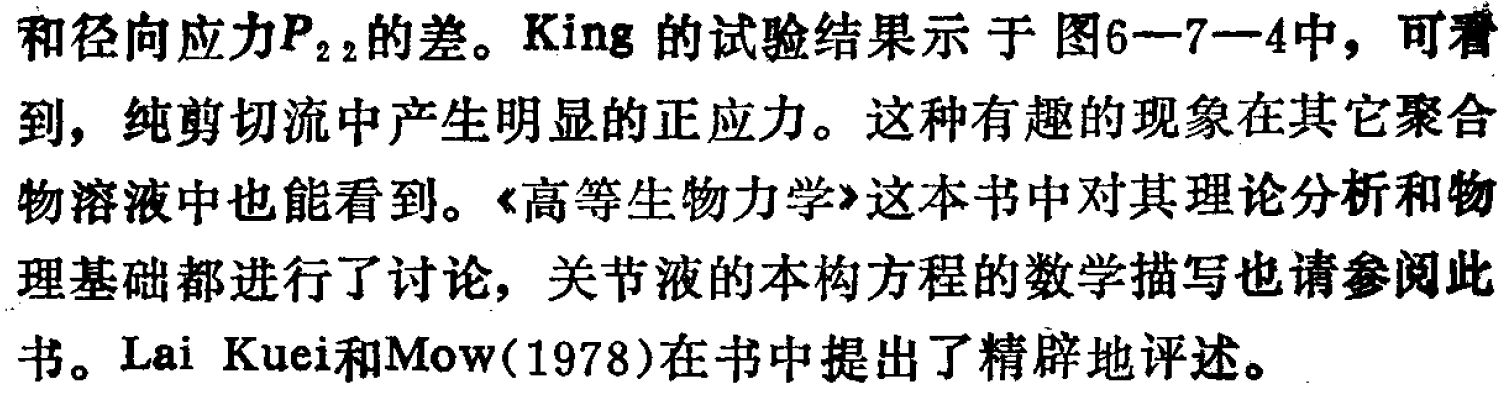 和径向应力P₂₂的差。King 的试验结果示于图6—7—4中，可看
到，纯剪切流中产生明显的正应力。这种有趣的现象在其它聚合
物溶液中也能看到。《高等生物力学》这本书中对其理论分析和物
理基础都进行了讨论，关节液的本构方程的数学描写也请参阅此
书。Lai Kuei和Mow(1978)在书中提出了精辟地评述。